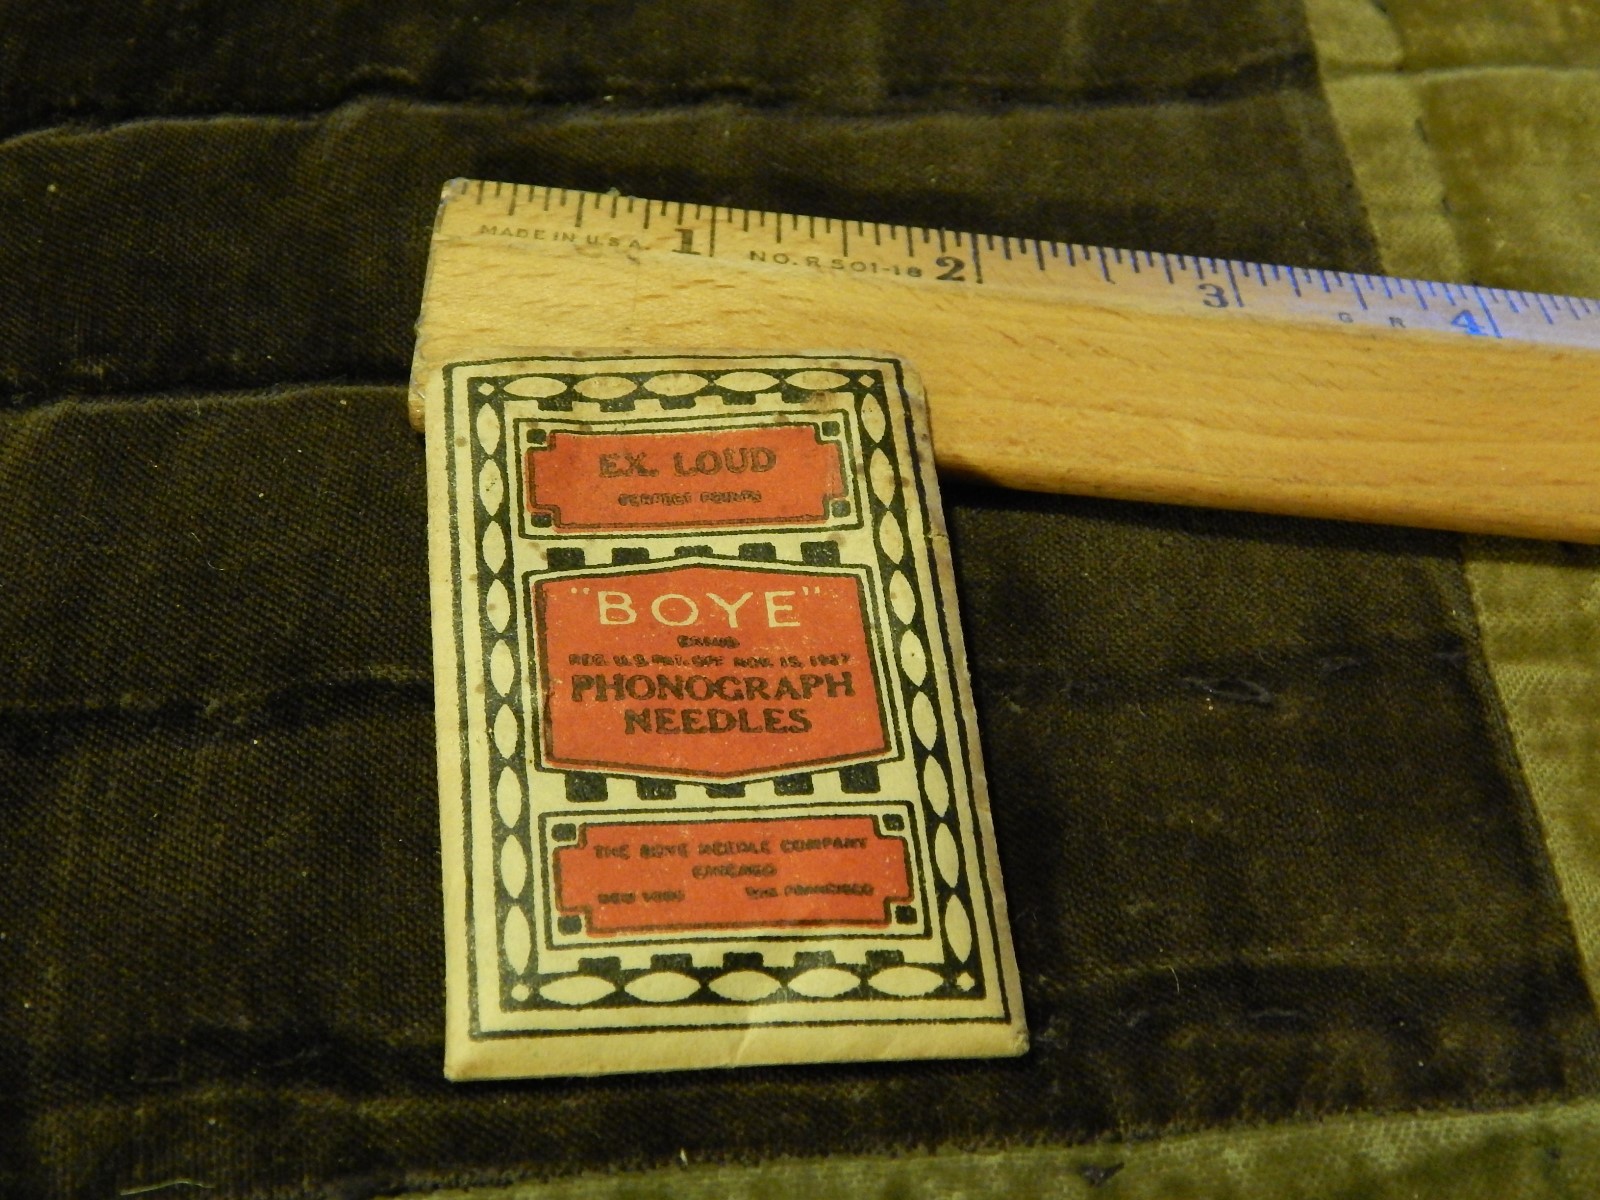 1 2 3 4
MADE IN U.S.A. NO. R 501-18
G R
EX. LOUD
PERFECT POINTS
"BOYE"
BRAND
REG. U.S. PAT. OFF. NOV. 15, 1927
PHONOGRAPH
NEEDLES
THE BOYE NEEDLE COMPANY
CHICAGO
NEW YORK SAN FRANCISCO